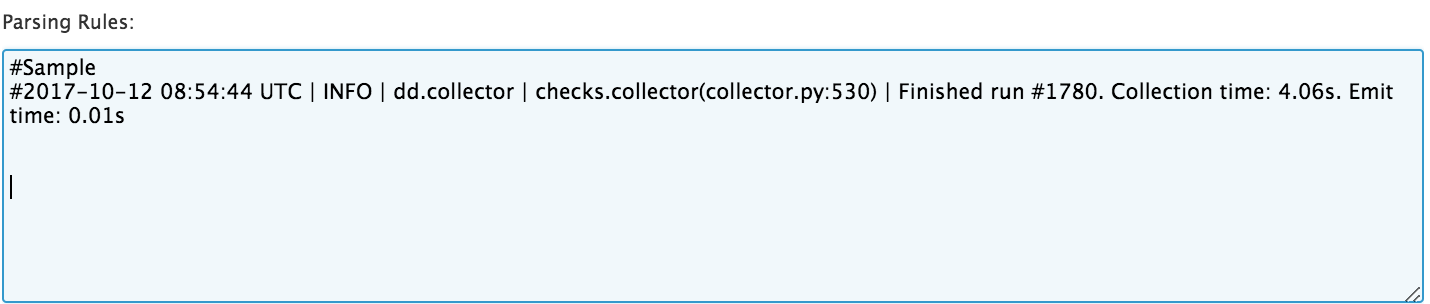 Parsing Rules:
#Sample
#2017-10-12 08:54:44 UTC | INFO | dd.collector | checks.collector(collector.py:530) | Finished run #1780. Collection time: 4.06s. Emit
time: 0.01s